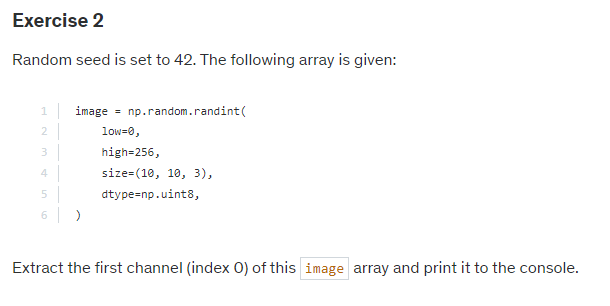 Exercise 2
Random seed is set to 42. The following array is given:
1 image = np.random.randint(
2 low=0,
3 high=256,
4 size=(10, 10, 3),
5 dtype=np.uint8,
6 )
Extract the first channel (index 0) of this image array and print it to the console.